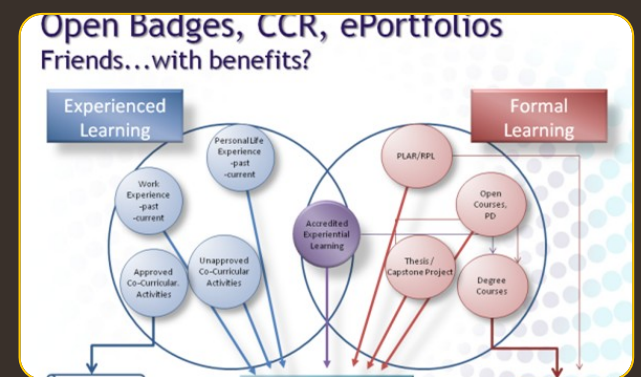 Open Badges, CCR, ePortfolios
Friends...with benefits?
Experienced
Learning
Formal
Learning
Personal Life
Experience
-past
-current
PLAR/RPL
Work
Experience
-past
-current
Open
Courses,
PD
Accredited
Experiential
Learning
Approved
Co-Curricular.
Activities
Unapproved
Co-Curricular
Activities
Thesis /
Capstone Project
Degree
Courses